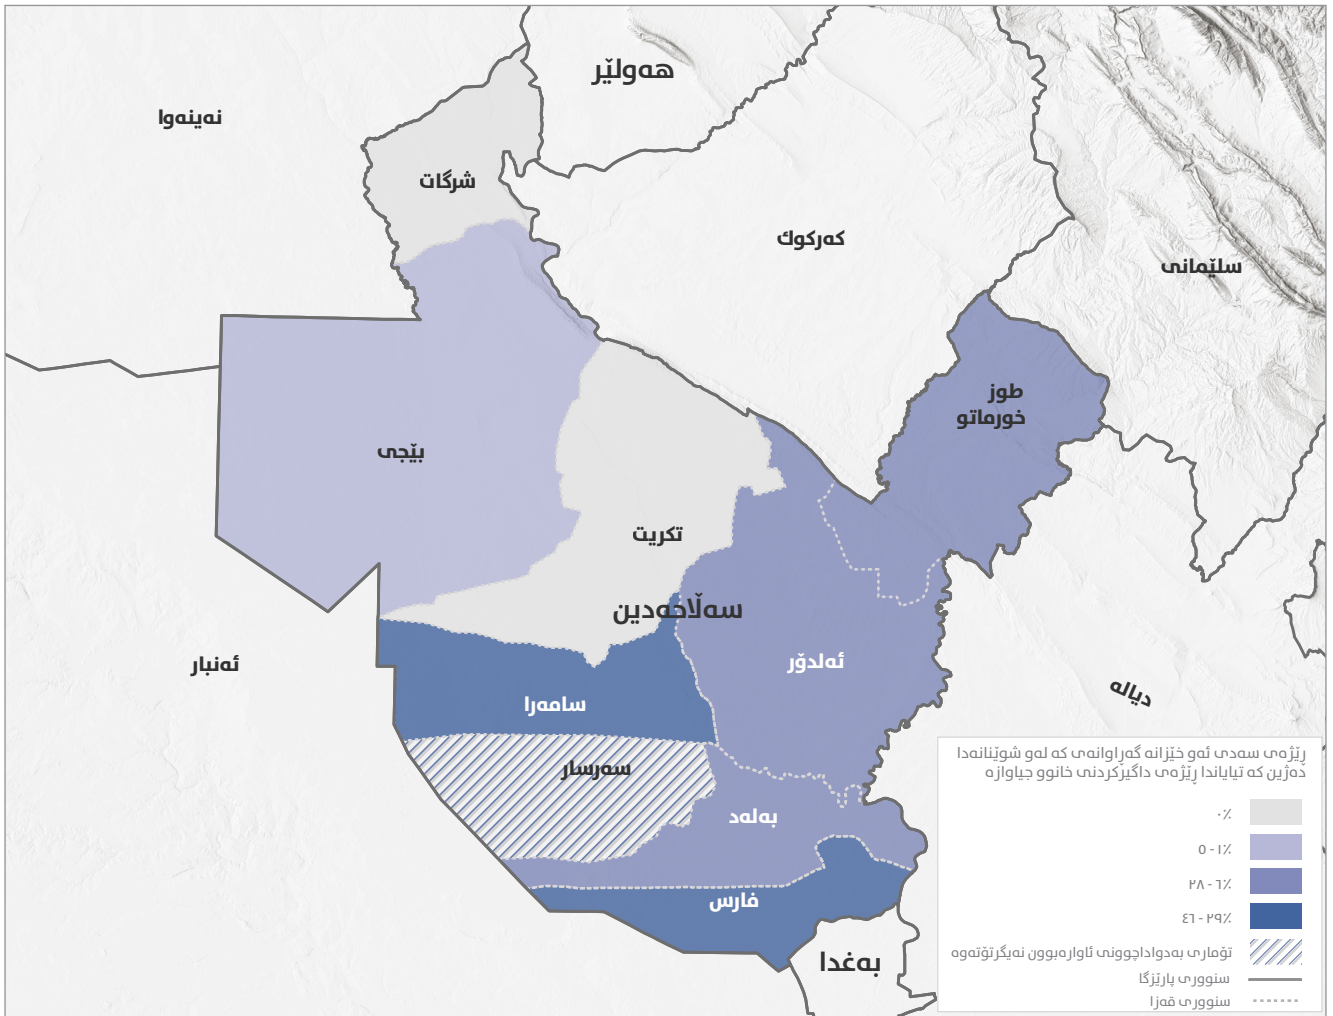 هەولێر
نەینەوا
شرگات
کەرکوك
سلێمانی
طوز
خورماتو
بێجی
تکریت
سەڵاحەدین
ئەلدۆر
ئەنبار
دیالە
سامەرا
سەرسار
بەلەد
فارس
بەغدا
ڕێژەی سەدی ئەو خێزانە گەڕاوانەی کە لەو شوێنانەدا
دەژین کە تیایاندا ڕێژەی داگیرکردنی خانوو جیاوازە
٠٪
١٪ - ٥
٦٪ - ٢٨
٢٩٪ - ٤٦
تۆماری بەدواداچوونی ئاوارەبوون نەیگرتۆتەوە
سنووری پارێزگا
سنووری قەزا